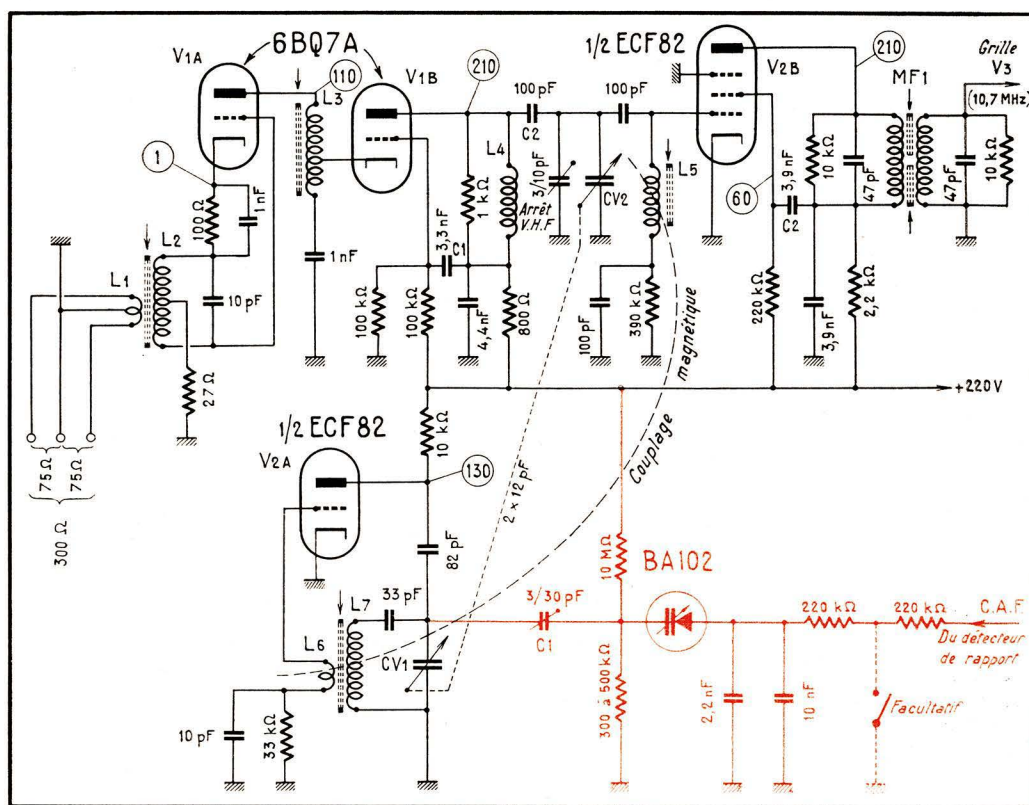 6BQ7A
1/2 ECF82
V1A
V1B
V2B
110
210
210
Grille
V3
MF1
(10,7 MHz)
L3
100 pF
C2
100 pF
1
1 nF
100 Ω
L2
L1
10 pF
27 Ω
1 nF
L4
1 kΩ
3,3 nF
C1
3/10 pF
Arrêt
V.H.F
CV2
L5
60
3,9 nF
C2
10 kΩ
47 pF
47 pF
10 kΩ
100 kΩ
100 kΩ
4,4 nF
800 Ω
100 pF
390 kΩ
220 kΩ
3,9 nF
2,2 kΩ
magnétique
Couplage
+220 V
75 Ω
75 Ω
300 Ω
1/2 ECF82
V2A
10 kΩ
130
2 × 12 pF
82 pF
33 pF
L7
L6
CV1
10 pF
33 kΩ
3/30 pF
C1
10 MΩ
BA102
300 à 500 kΩ
2,2 nF
10 nF
220 kΩ
220 kΩ
C.A.F.
Du détecteur
de rapport
Facultatif